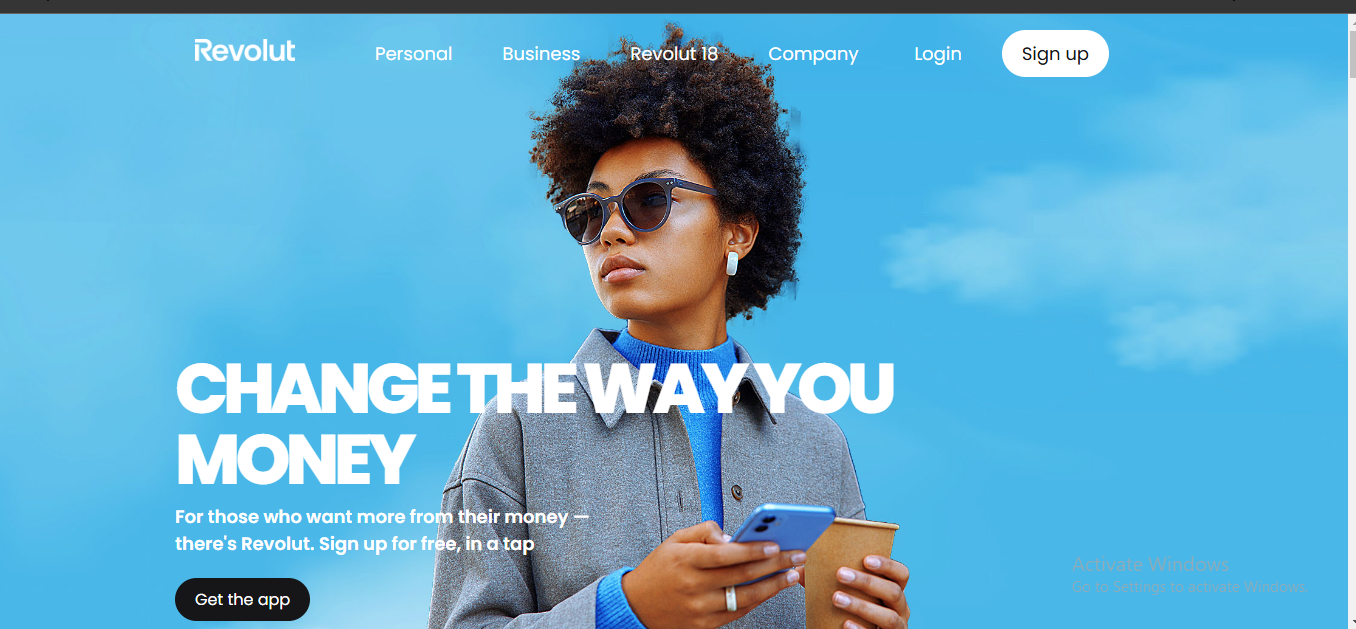 Revolut
Personal
Business
Revolut 18
Company
Login
Sign up
CHANGE THE WAY YOU
MONEY
For those who want more from their money —
there's Revolut. Sign up for free, in a tap
Get the app
Activate Windows
Go to Settings to activate Windows.